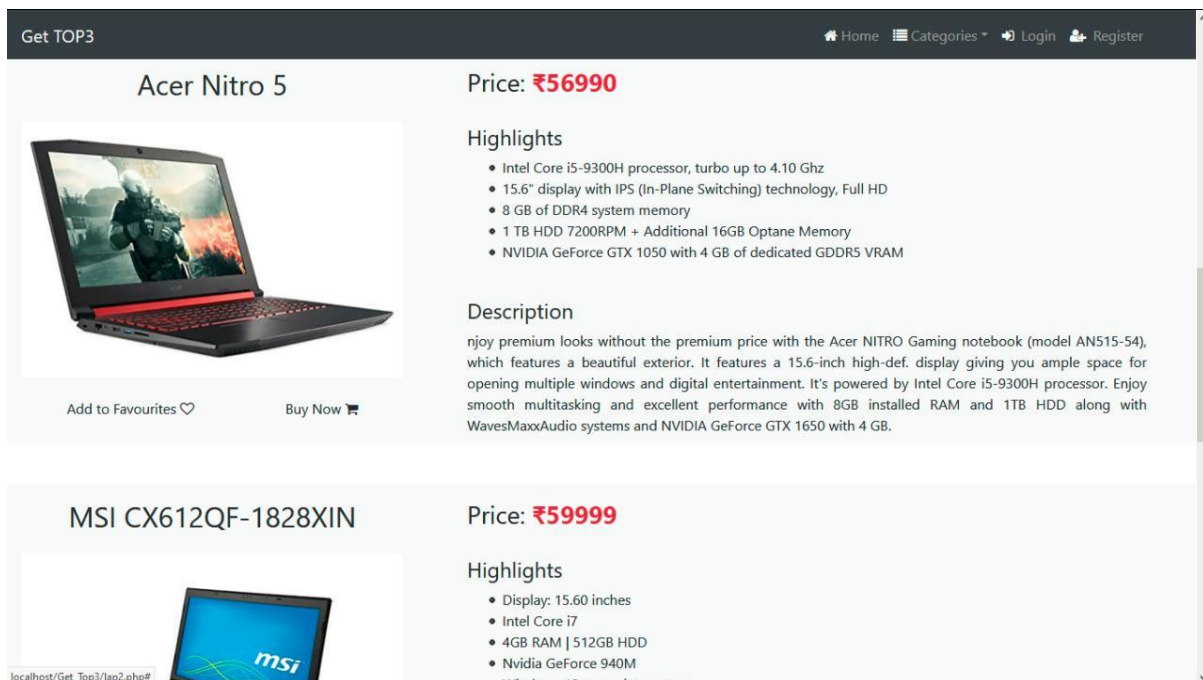 Get TOP3
Home Categories Login Register
Acer Nitro 5
Price: ₹56990
Highlights
Intel Core i5-9300H processor, turbo up to 4.10 Ghz
15.6" display with IPS (In-Plane Switching) technology, Full HD
8 GB of DDR4 system memory
1 TB HDD 7200RPM + Additional 16GB Optane Memory
NVIDIA GeForce GTX 1050 with 4 GB of dedicated GDDR5 VRAM
Description
njoy premium looks without the premium price with the Acer NITRO Gaming notebook (model AN515-54),
which features a beautiful exterior. It features a 15.6-inch high-def. display giving you ample space for
opening multiple windows and digital entertainment. It's powered by Intel Core i5-9300H processor. Enjoy
smooth multitasking and excellent performance with 8GB installed RAM and 1TB HDD along with
WavesMaxxAudio systems and NVIDIA GeForce GTX 1650 with 4 GB.
Add to Favourites
Buy Now
MSI CX612QF-1828XIN
Price: ₹59999
Highlights
Display: 15.60 inches
Intel Core i7
4GB RAM | 512GB HDD
Nvidia GeForce 940M
msi
localhost/Get_Top3/lap2.php#